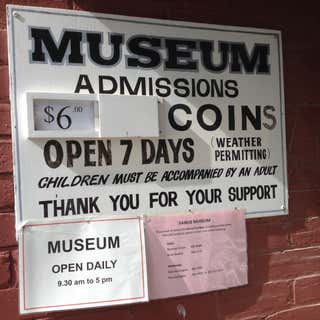 MUSEUM
ADMISSIONS
$6.00
COINS
OPEN 7 DAYS (WEATHER PERMITTING)
CHILDREN MUST BE ACCOMPANIED BY AN ADULT
THANK YOU FOR YOUR SUPPORT
MUSEUM
OPEN DAILY
9.30 am to 5 pm
MUSEUM